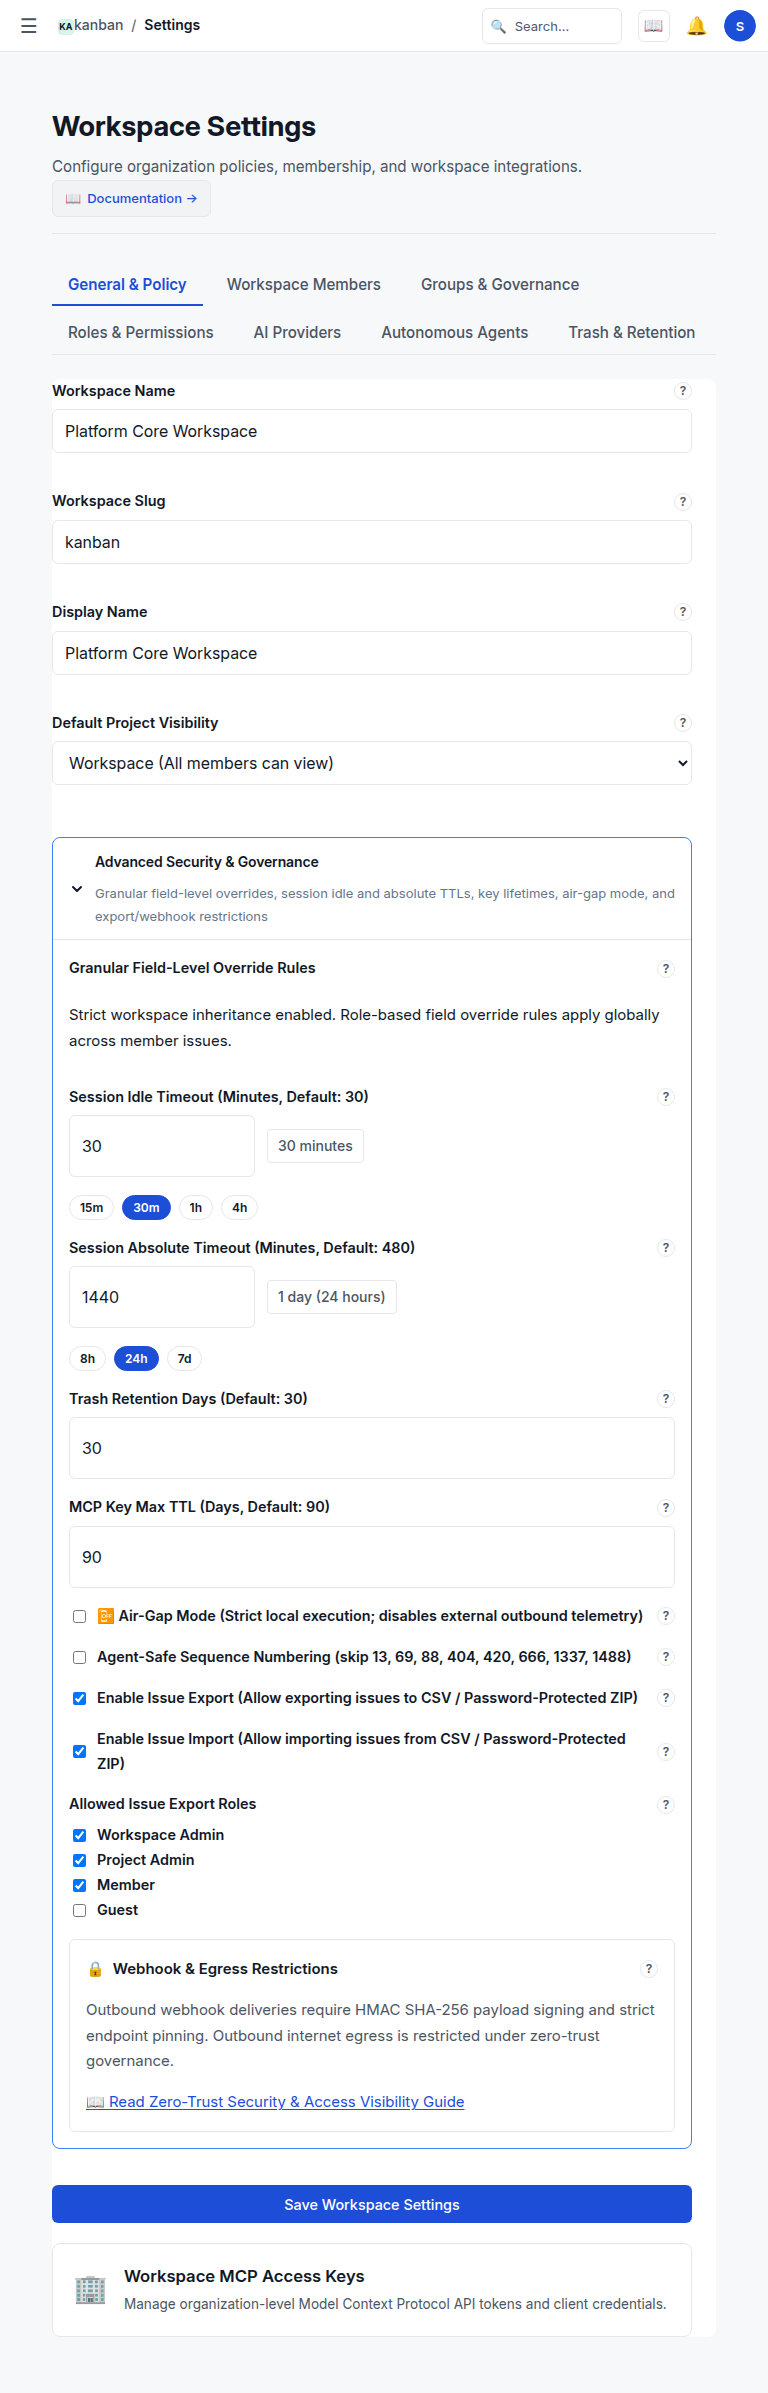 KA kanban / Settings
Search...
S
Workspace Settings
Configure organization policies, membership, and workspace integrations.
Documentation →
General & Policy
Workspace Members
Groups & Governance
Roles & Permissions
AI Providers
Autonomous Agents
Trash & Retention
Workspace Name ?
Platform Core Workspace
Workspace Slug ?
kanban
Display Name ?
Platform Core Workspace
Default Project Visibility ?
Workspace (All members can view)
Advanced Security & Governance
Granular field-level overrides, session idle and absolute TTLs, key lifetimes, air-gap mode, and
export/webhook restrictions
Granular Field-Level Override Rules ?
Strict workspace inheritance enabled. Role-based field override rules apply globally
across member issues.
Session Idle Timeout (Minutes, Default: 30) ?
30
30 minutes
15m 30m 1h 4h
Session Absolute Timeout (Minutes, Default: 480) ?
1440
1 day (24 hours)
8h 24h 7d
Trash Retention Days (Default: 30) ?
30
MCP Key Max TTL (Days, Default: 90) ?
90
Air-Gap Mode (Strict local execution; disables external outbound telemetry) ?
Agent-Safe Sequence Numbering (skip 13, 69, 88, 404, 420, 666, 1337, 1488) ?
Enable Issue Export (Allow exporting issues to CSV / Password-Protected ZIP) ?
Enable Issue Import (Allow importing issues from CSV / Password-Protected
ZIP) ?
Allowed Issue Export Roles ?
Workspace Admin
Project Admin
Member
Guest
Webhook & Egress Restrictions ?
Outbound webhook deliveries require HMAC SHA-256 payload signing and strict
endpoint pinning. Outbound internet egress is restricted under zero-trust
governance.
Read Zero-Trust Security & Access Visibility Guide
Save Workspace Settings
Workspace MCP Access Keys
Manage organization-level Model Context Protocol API tokens and client credentials.